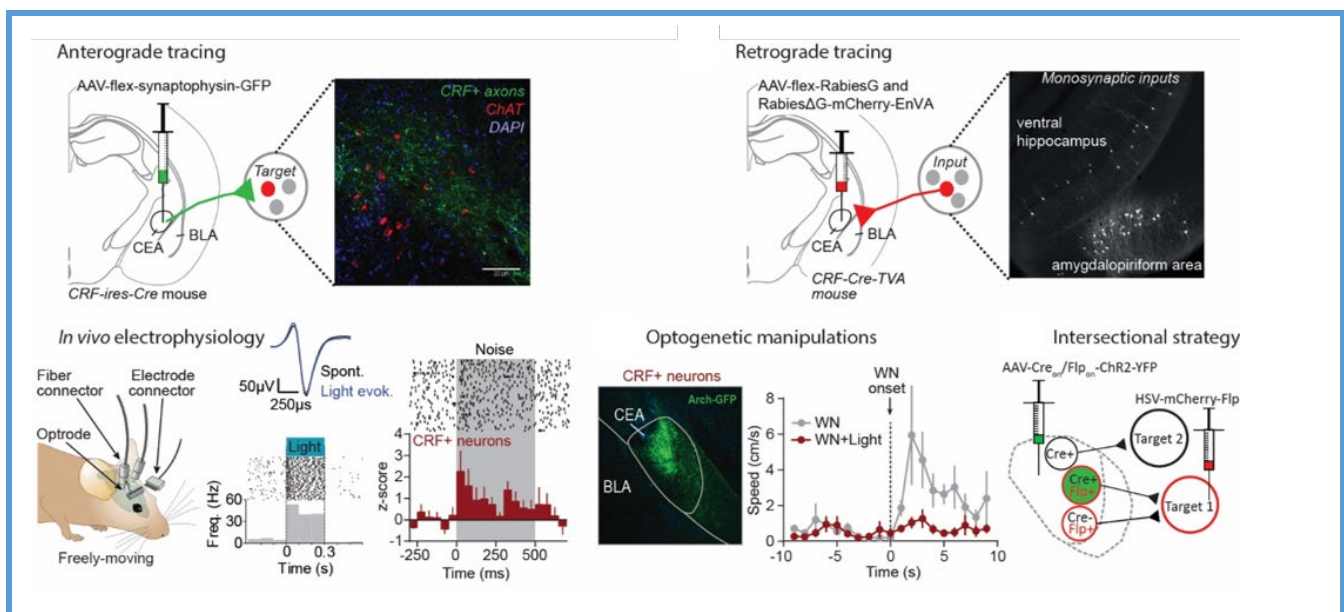 Anterograde tracing
AAV-flex-synaptophysin-GFP
CRF+ axons
ChAT
DAPI
Target
CEA
BLA
CRF-ires-Cre mouse
Retrograde tracing
AAV-flex-RabiesG and
RabiesΔG-mCherry-EnVA
Monosynaptic inputs
ventral
hippocampus
Input
CEA
BLA
amygdalopiriform area
CRF-Cre-TVA
mouse
In vivo electrophysiology
Fiber
connector
Electrode
connector
Optrode
Freely-moving
50µV
250µs
Spont.
Light evok.
Light
Freq. (Hz)
60
30
0
0 0.3
Time (s)
Noise
CRF+ neurons
z-score
4
3
2
1
0
-1
-250 0 250 500
Time (ms)
Optogenetic manipulations
CRF+ neurons
Arch-GFP
CEA
BLA
WN
onset
WN
WN+Light
Speed (cm/s)
8
6
4
2
0
-10 -5 0 5 10
Time (s)
Intersectional strategy
AAV-Creon/Flpon-ChR2-YFP
HSV-mCherry-Flp
Cre+
Target 2
Cre+
Flp+
Cre-
Flp+
Target 1